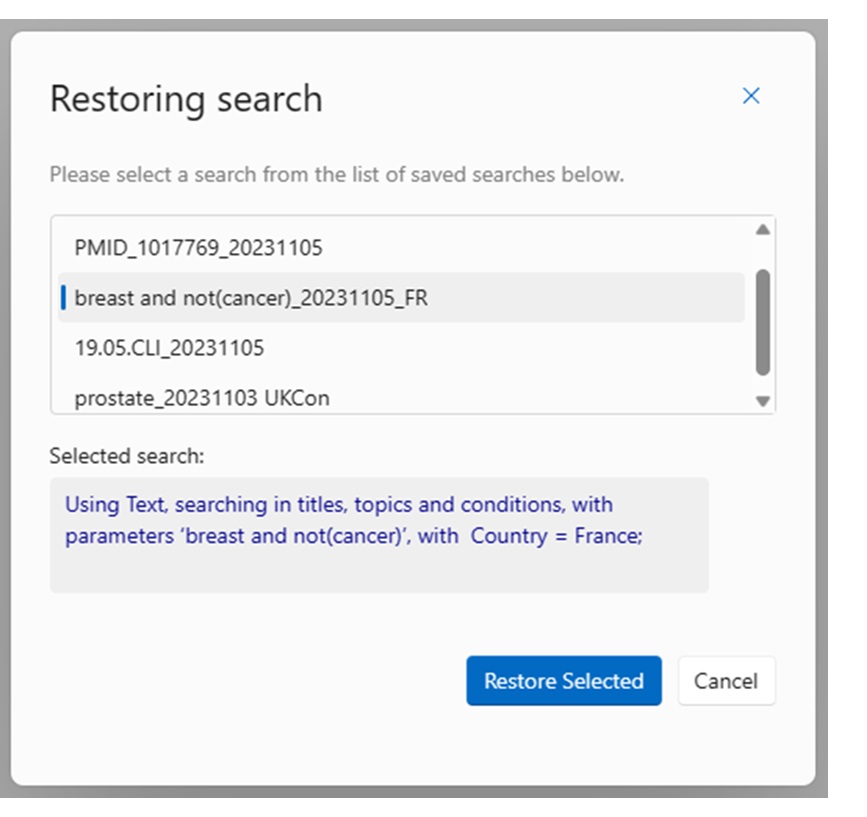 Restoring search
Please select a search from the list of saved searches below.
PMID_1017769_20231105
breast and not(cancer)_20231105_FR
19.05.CLI_20231105
prostate_20231103 UKCon
Selected search:
Using Text, searching in titles, topics and conditions, with
parameters ‘breast and not(cancer)’, with  Country = France;
Restore Selected
Cancel